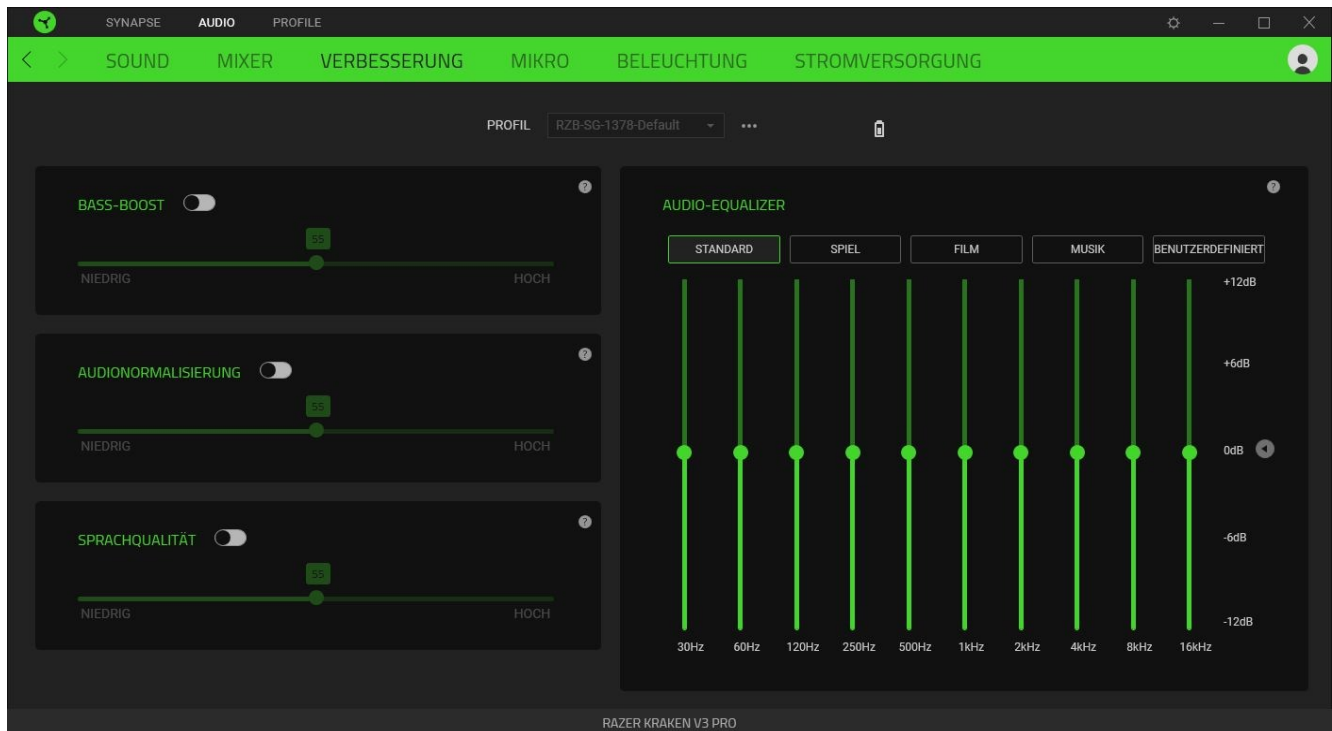 SYNAPSE AUDIO PROFILE
SOUND MIXER VERBESSERUNG MIKRO BELEUCHTUNG STROMVERSORGUNG
PROFIL RZB-SG-1378-Default
BASS-BOOST
55
NIEDRIG HOCH
AUDIONORMALISIERUNG
55
NIEDRIG HOCH
SPRACHQUALITÄT
55
NIEDRIG HOCH
AUDIO-EQUALIZER
STANDARD SPIEL FILM MUSIK BENUTZERDEFINIERT
+12dB
+6dB
0dB
-6dB
-12dB
30Hz 60Hz 120Hz 250Hz 500Hz 1kHz 2kHz 4kHz 8kHz 16kHz
RAZER KRAKEN V3 PRO